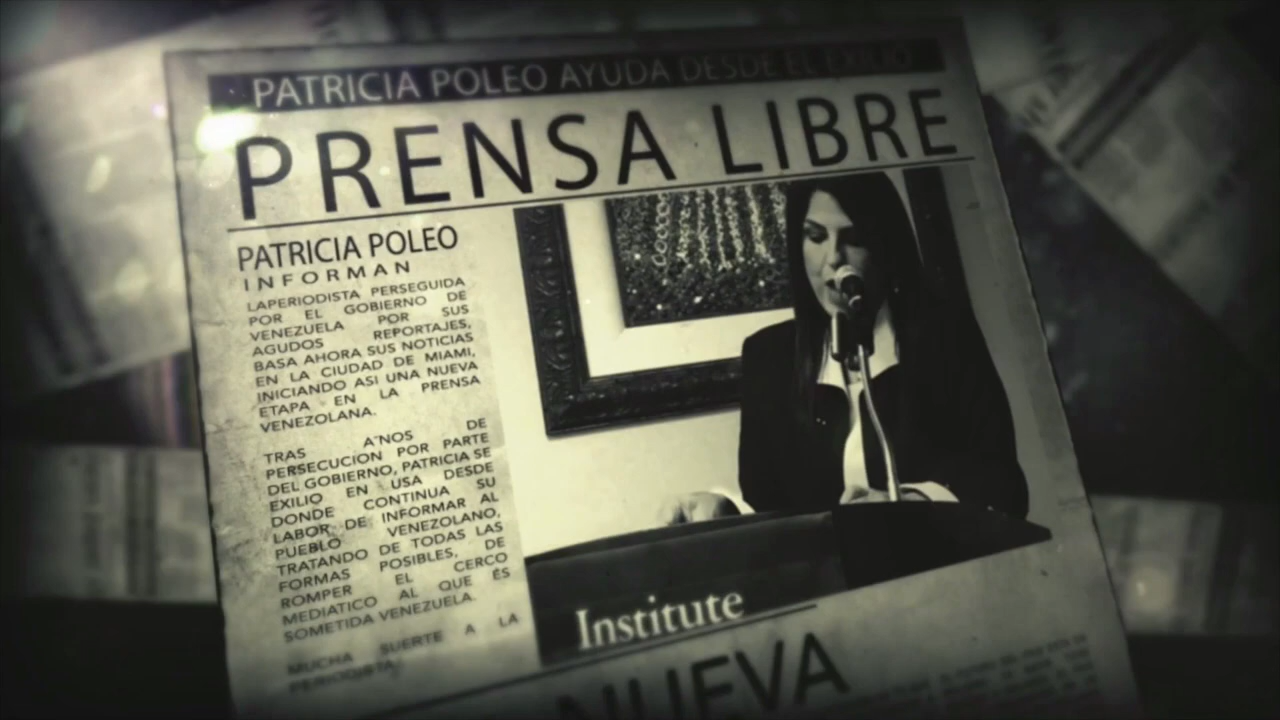 PATRICIA POLEO AYUDA DESDE EL EXILIO
PRENSA LIBRE
PATRICIA POLEO
INFORMAN
LAPERIODISTA PERSEGUIDA
POR EL GOBIERNO DE
VENEZUELA POR SUS
AGUDOS REPORTAJES,
BASA AHORA SUS NOTICIAS
EN LA CIUDAD DE MIAMI,
INICIANDO ASI UNA NUEVA
ETAPA EN LA PRENSA
VENEZOLANA.
TRAS A˜NOS DE
PERSECUCION POR PARTE
DEL GOBIERNO, PATRICIA SE
EXILIO EN USA DESDE
DONDE CONTINUA SU
LABOR DE INFORMAR AL
PUEBLO VENEZOLANO,
TRATANDO DE TODAS LAS
FORMAS POSIBLES, DE
ROMPER EL CERCO
MEDIATICO AL QUE ÉS
SOMETIDA VENEZUELA.
MUCHA SUERTE A LA
PERIODISTA
Institute
NUEVA